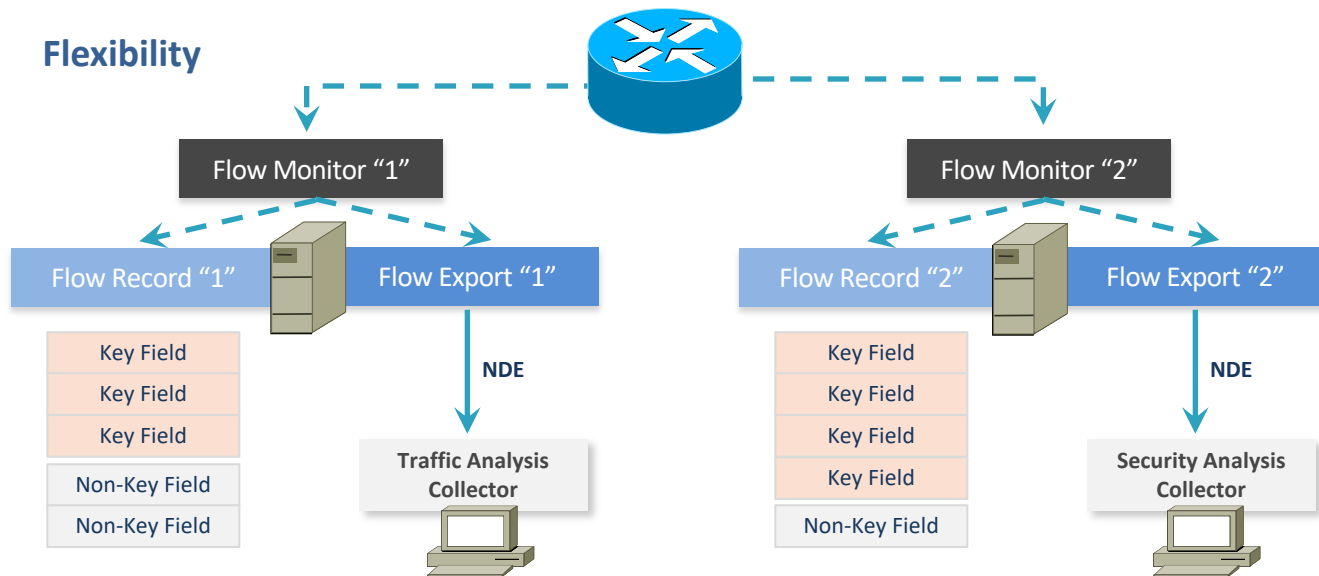 Flexibility
Flow Monitor “1”
Flow Record “1”
Flow Export “1”
Key Field
Key Field
Key Field
Non-Key Field
Non-Key Field
NDE
Traffic Analysis
Collector
Flow Monitor “2”
Flow Record “2”
Flow Export “2”
Key Field
Key Field
Key Field
Key Field
Non-Key Field
NDE
Security Analysis
Collector